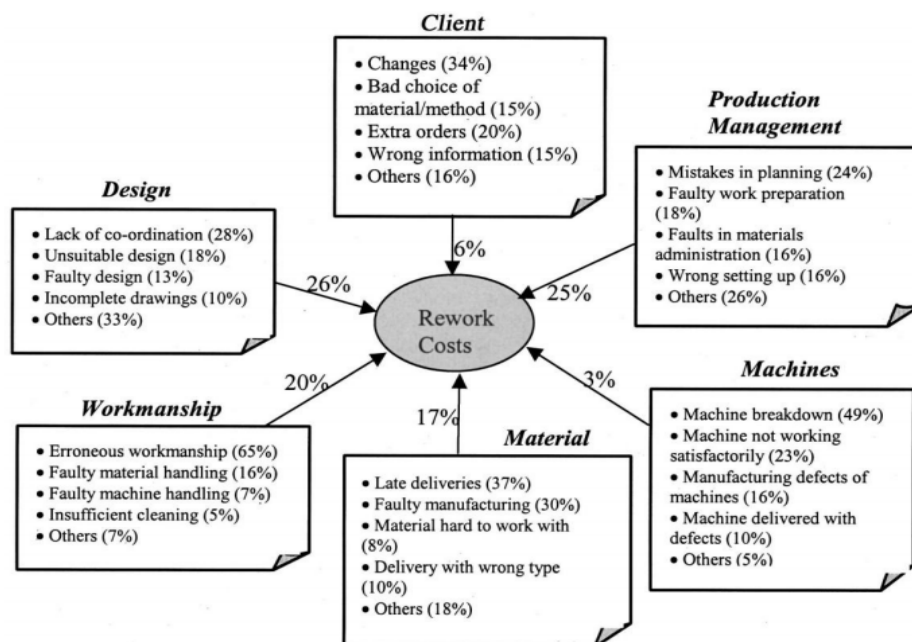 Client
• Changes (34%)
• Bad choice of
material/method (15%)
• Extra orders (20%)
• Wrong information (15%)
• Others (16%)
6%
Production
Management
• Mistakes in planning (24%)
• Faulty work preparation
(18%)
• Faults in materials
administration (16%)
• Wrong setting up (16%)
• Others (26%)
25%
Design
• Lack of co-ordination (28%)
• Unsuitable design (18%)
• Faulty design (13%)
• Incomplete drawings (10%)
• Others (33%)
26%
Rework
Costs
Workmanship
• Erroneous workmanship (65%)
• Faulty material handling (16%)
• Faulty machine handling (7%)
• Insufficient cleaning (5%)
• Others (7%)
20%
Material
• Late deliveries (37%)
• Faulty manufacturing (30%)
• Material hard to work with
(8%)
• Delivery with wrong type
(10%)
• Others (18%)
17%
Machines
• Machine breakdown (49%)
• Machine not working
satisfactorily (23%)
• Manufacturing defects of
machines (16%)
• Machine delivered with
defects (10%)
• Others (5%)
3%